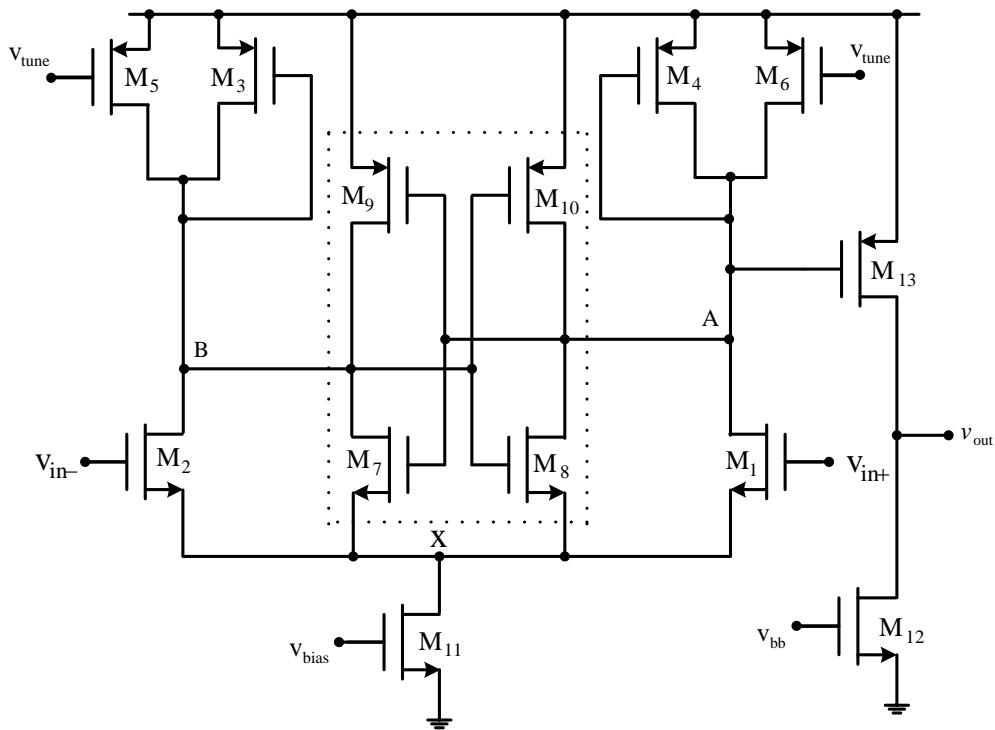 v_tune
M_5
M_3
M_4
M_6
v_tune
M_9
M_10
M_13
B
A
V_in–
M_2
M_7
M_8
M_1
V_in+
v_out
X
v_bias
M_11
v_bb
M_12